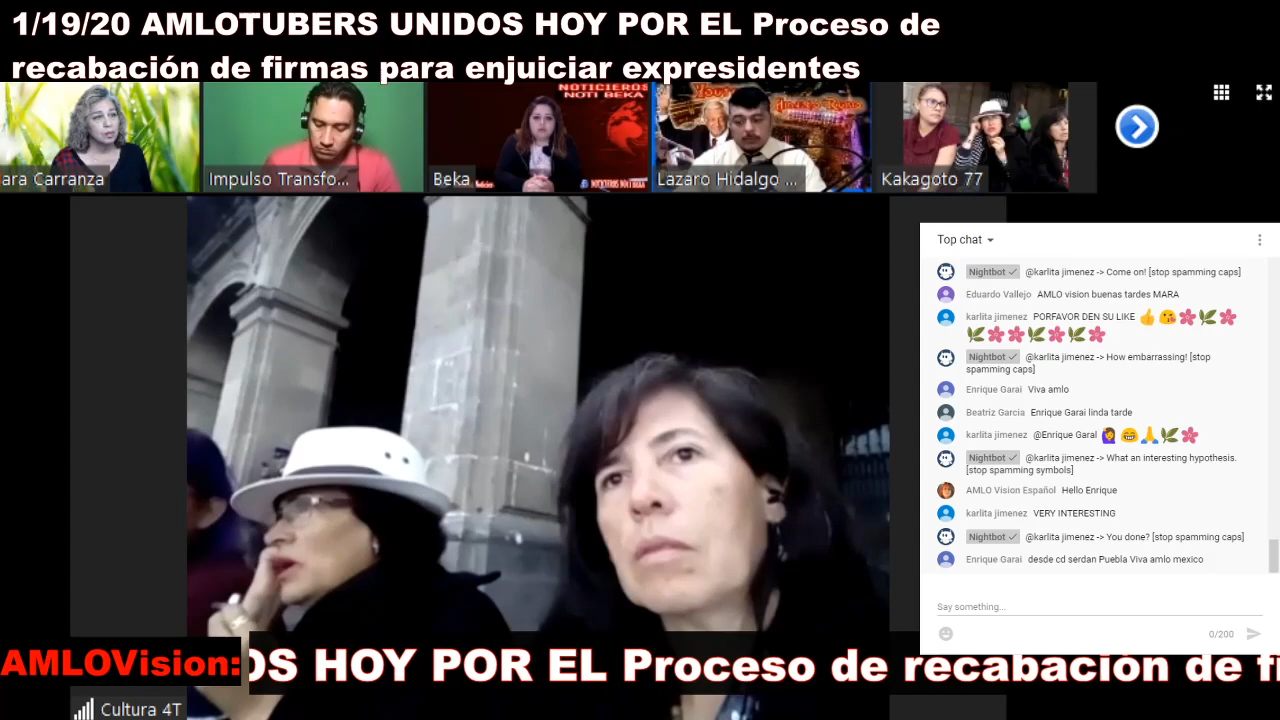 1/19/20 AMLOTUBERS UNIDOS HOY POR EL Proceso de
recabación de firmas para enjuiciar expresidentes
NOTICIEROS
NOTI BEKA
ara Carranza
Impulso Transfo...
Beka
NOTICIEROS NOTI BEKA
Lazaro Hidalgo ...
Kakagoto 77
Top chat
Nightbot @karlita jimenez -> Come on! [stop spamming caps]
Eduardo Vallejo AMLO vision buenas tardes MARA
karlita jimenez PORFAVOR DEN SU LIKE 👍😘🌸🌿🌸
🌿🌸🌸🌿🌸🌿🌸
Nightbot @karlita jimenez -> How embarrassing! [stop
spamming caps]
Enrique Garai Viva amlo
Beatriz Garcia Enrique Garai linda tarde
karlita jimenez @Enrique Garai 🙋‍♀️😁🙏🌿🌸
Nightbot @karlita jimenez -> What an interesting hypothesis.
[stop spamming symbols]
AMLO Vision Español Hello Enrique
karlita jimenez VERY INTERESTING
Nightbot @karlita jimenez -> You done? [stop spamming caps]
Enrique Garai desde cd serdan Puebla Viva amlo mexico
Say something...
0/200
AMLOVision: OS HOY POR EL Proceso de recabación de fi
Cultura 4T